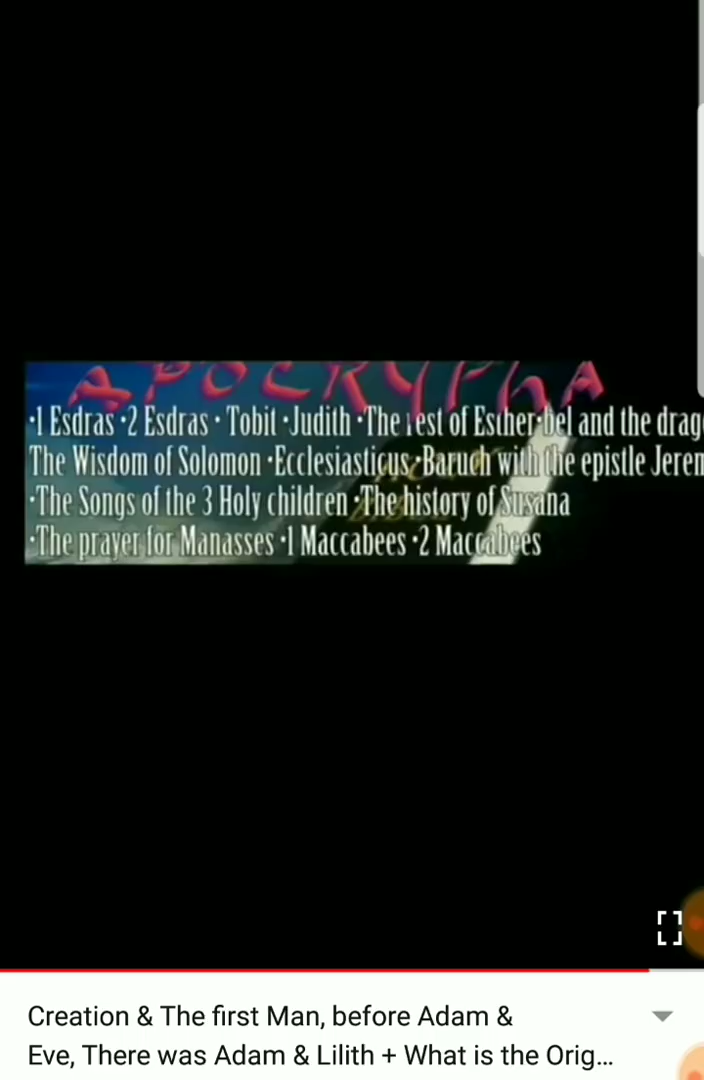 APOCRYPHA
·1 Esdras ·2 Esdras · Tobit ·Judith ·The rest of Esther·bel and the drag
The Wisdom of Solomon ·Ecclesiasticus·Baruch with the epistle Jerem
·The Songs of the 3 Holy children ·The history of Susana
·The prayer for Manasses ·1 Maccabees ·2 Maccabees
Creation & The first Man, before Adam &
Eve, There was Adam & Lilith + What is the Orig...